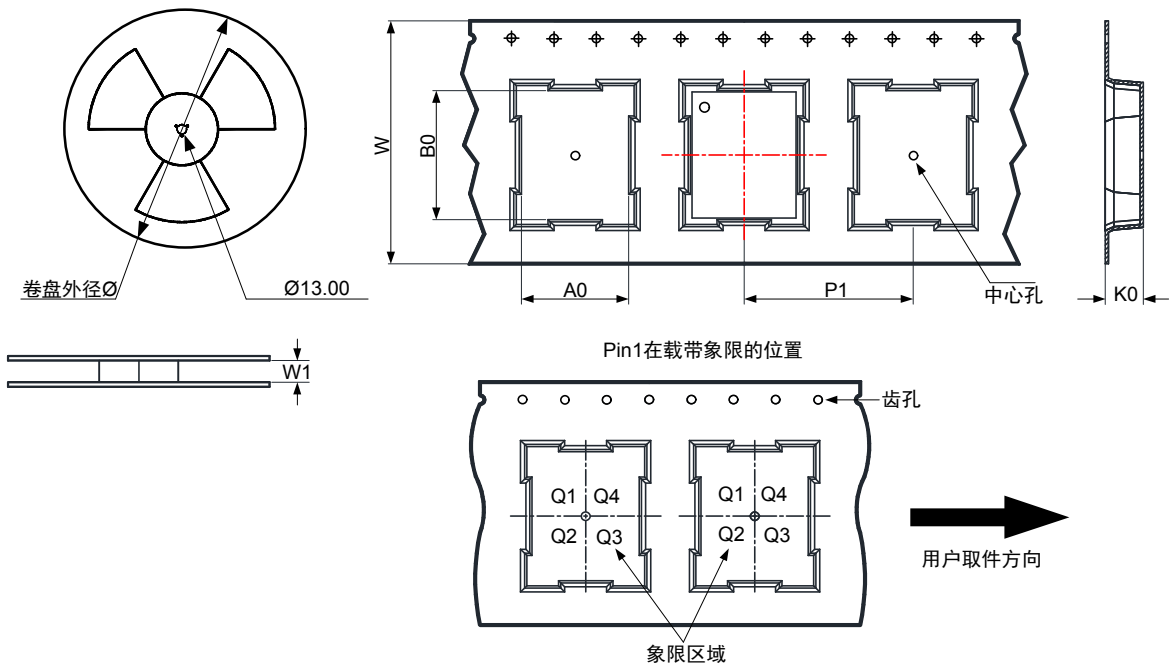 卷盘外径Ø
Ø13.00
W1
W
B0
A0
P1
中心孔
K0
Pin1在载带象限的位置
齿孔
Q1 Q4
Q2 Q3
Q1 Q4
Q2 Q3
用户取件方向
象限区域